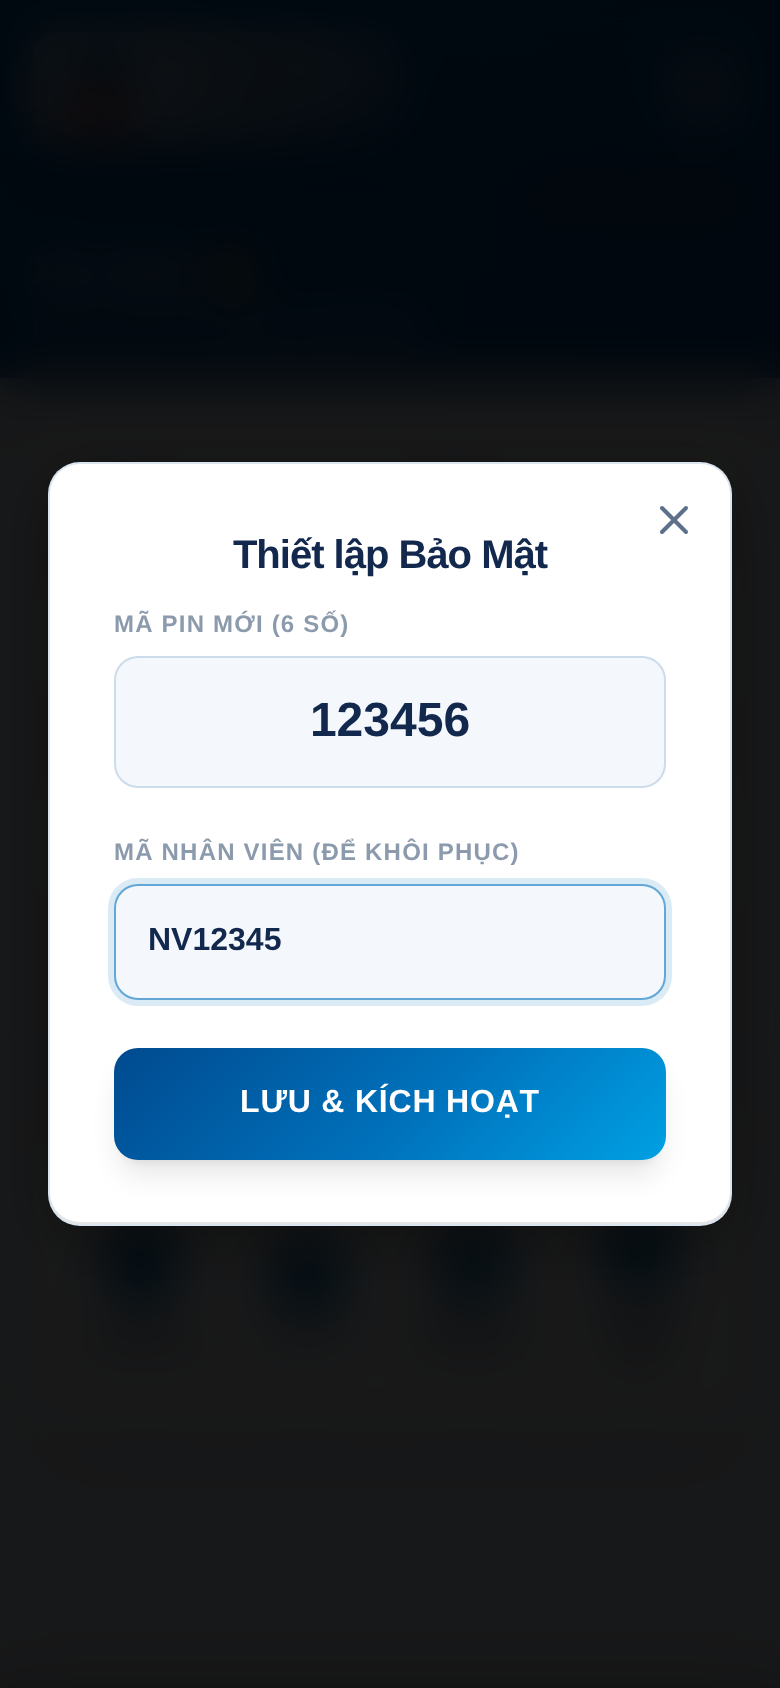 Thiết lập Bảo Mật
MÃ PIN MỚI (6 SỐ)
123456
MÃ NHÂN VIÊN (ĐỂ KHÔI PHỤC)
NV12345
LƯU & KÍCH HOẠT